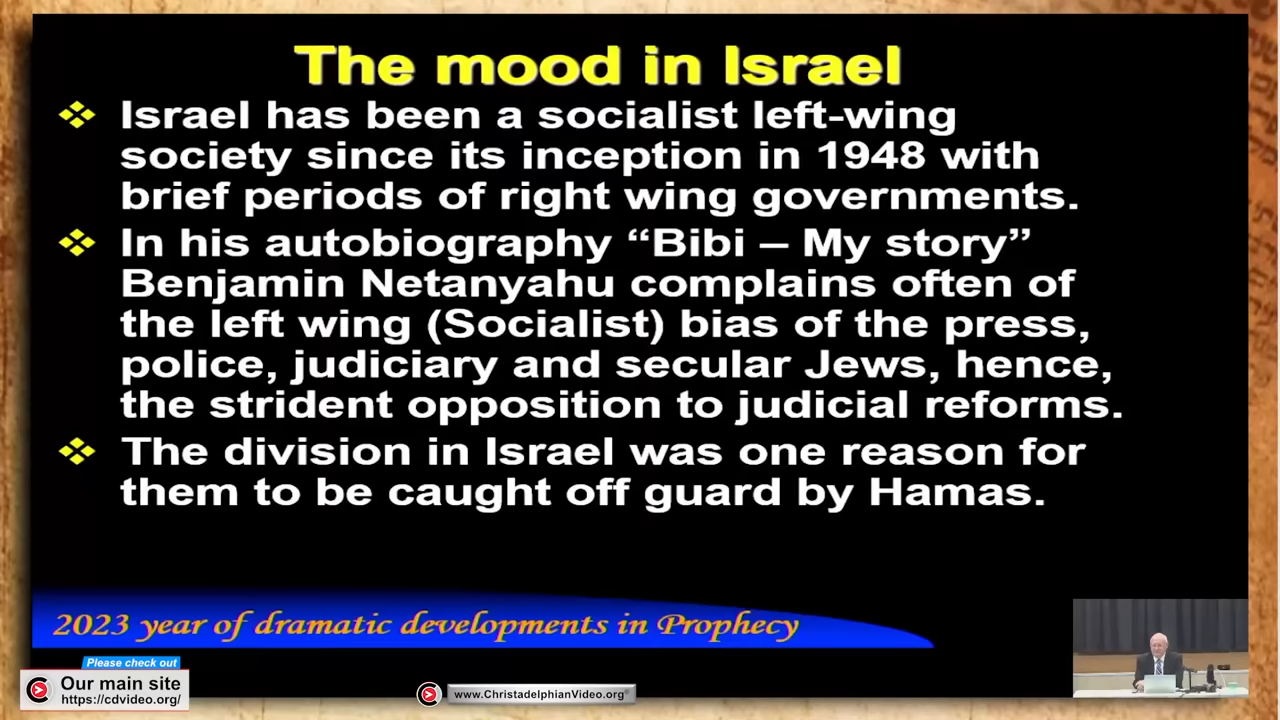 The mood in Israel
Israel has been a socialist left-wing
society since its inception in 1948 with
brief periods of right wing governments.
In his autobiography “Bibi – My story”
Benjamin Netanyahu complains often of
the left wing (Socialist) bias of the press,
police, judiciary and secular Jews, hence,
the strident opposition to judicial reforms.
The division in Israel was one reason for
them to be caught off guard by Hamas.
2023 year of dramatic developments in Prophecy
Please check out
Our main site
https://cdvideo.org/
www.ChristadelphianVideo.org